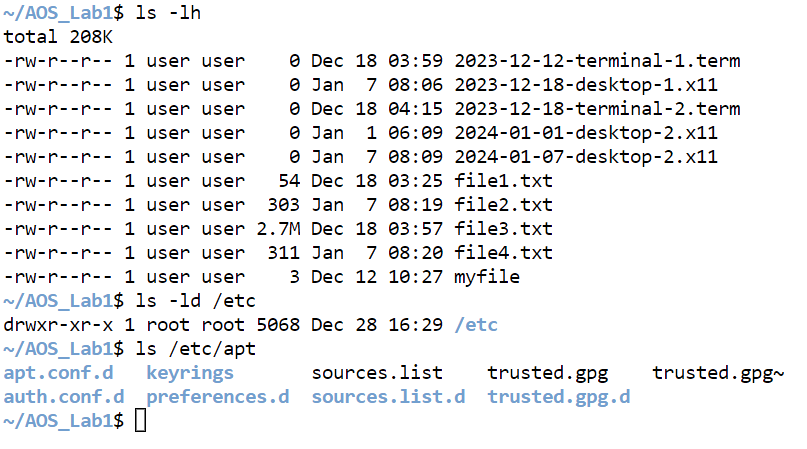 ~/AOS_Lab1$ ls -lh
total 208K
-rw-r--r-- 1 user user    0 Dec 18 03:59 2023-12-12-terminal-1.term
-rw-r--r-- 1 user user    0 Jan  7 08:06 2023-12-18-desktop-1.x11
-rw-r--r-- 1 user user    0 Dec 18 04:15 2023-12-18-terminal-2.term
-rw-r--r-- 1 user user    0 Jan  1 06:09 2024-01-01-desktop-2.x11
-rw-r--r-- 1 user user    0 Jan  7 08:09 2024-01-07-desktop-2.x11
-rw-r--r-- 1 user user   54 Dec 18 03:25 file1.txt
-rw-r--r-- 1 user user  303 Jan  7 08:19 file2.txt
-rw-r--r-- 1 user user 2.7M Dec 18 03:57 file3.txt
-rw-r--r-- 1 user user  311 Jan  7 08:20 file4.txt
-rw-r--r-- 1 user user    3 Dec 12 10:27 myfile
~/AOS_Lab1$ ls -ld /etc
drwxr-xr-x 1 root root 5068 Dec 28 16:29 /etc
~/AOS_Lab1$ ls /etc/apt
apt.conf.d   keyrings       sources.list    trusted.gpg    trusted.gpg~
auth.conf.d  preferences.d  sources.list.d  trusted.gpg.d
~/AOS_Lab1$